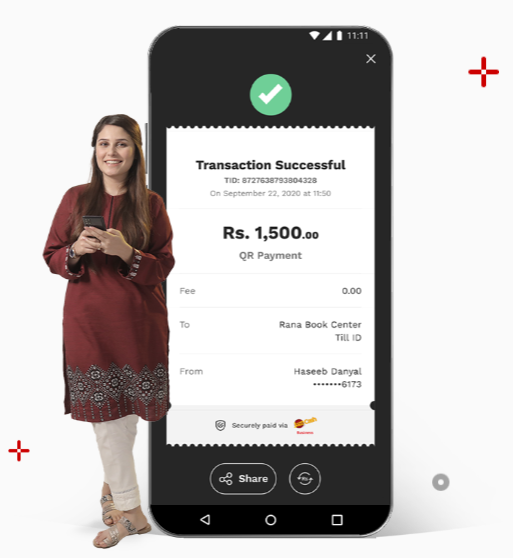 11:11
Transaction Successful
TID: 8727638793804328
On September 22, 2020 at 11:50
Rs. 1,500.00
QR Payment
Fee 0.00
To Rana Book Center
Till ID
From Haseeb Danyal
•••••••6173
Securely paid via
Business
Share